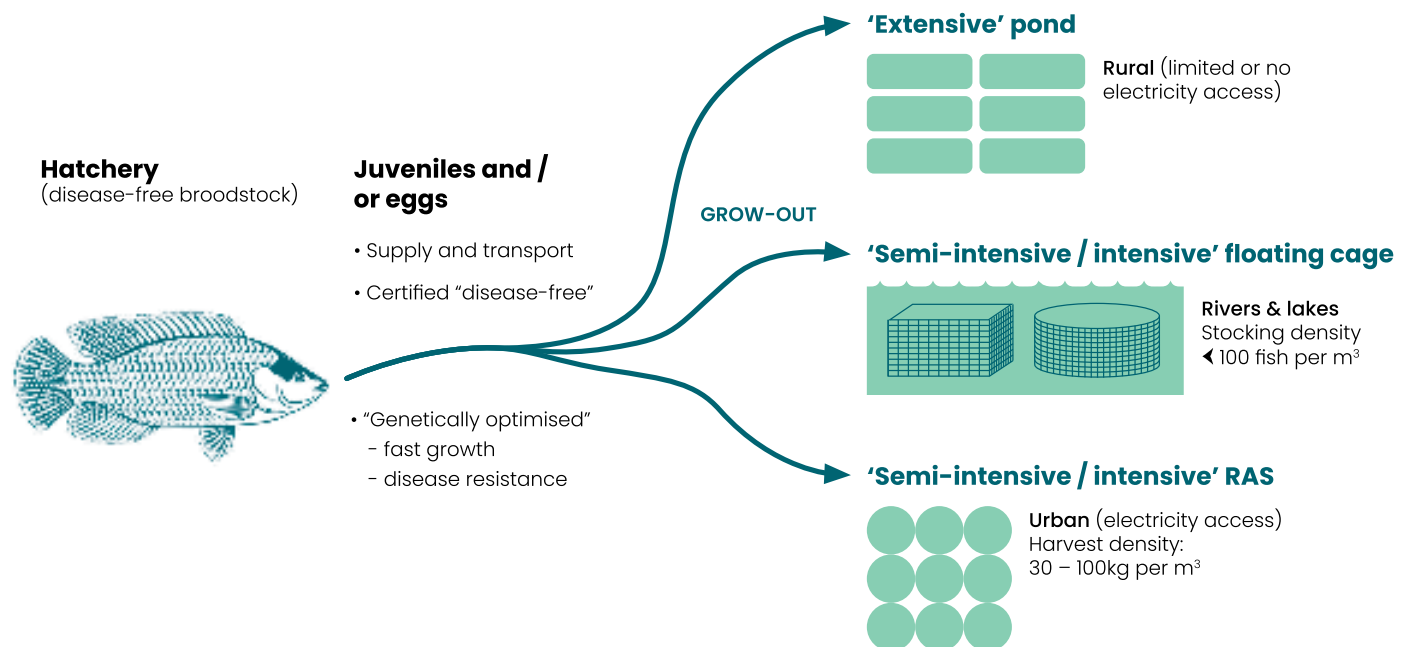 Hatchery
(disease-free broodstock)
Juveniles and /
or eggs
• Supply and transport
• Certified “disease-free”
• “Genetically optimised”
- fast growth
- disease resistance
GROW-OUT
‘Extensive’ pond
Rural (limited or no
electricity access)
‘Semi-intensive / intensive’ floating cage
Rivers & lakes
Stocking density
< 100 fish per m³
‘Semi-intensive / intensive’ RAS
Urban (electricity access)
Harvest density:
30 – 100kg per m³